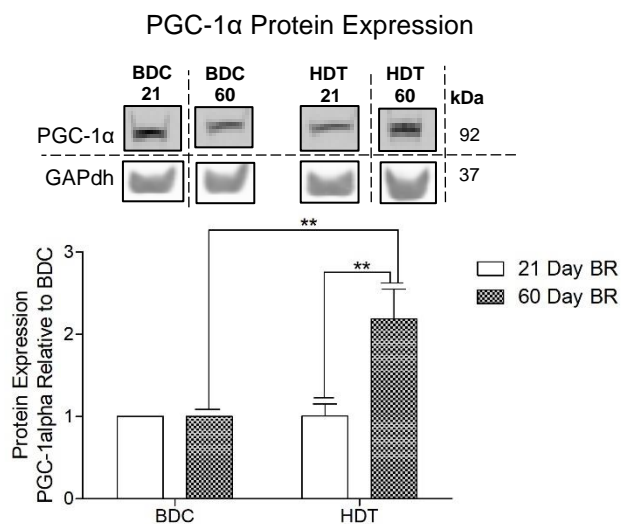 PGC-1α Protein Expression
BDC 21
BDC 60
HDT 21
HDT 60
kDa
PGC-1α
92
GAPdh
37
**
**
3
2
1
0
Protein Expression
PGC-1alpha Relative to BDC
21 Day BR
60 Day BR
BDC
HDT